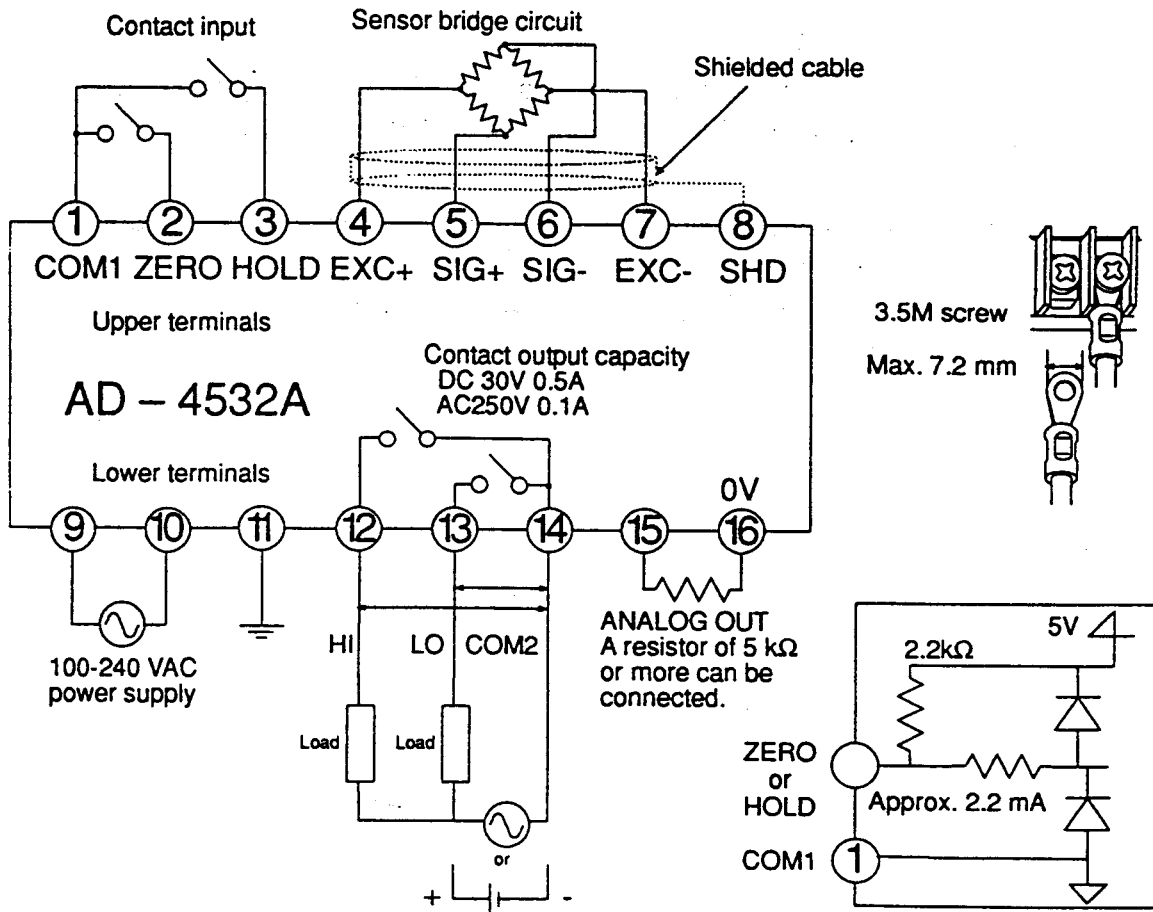 Contact input
Sensor bridge circuit
Shielded cable
1 2 3 4 5 6 7 8
COM1 ZERO HOLD EXC+ SIG+ SIG- EXC- SHD
Upper terminals
AD – 4532A
Contact output capacity
DC 30V 0.5A
AC250V 0.1A
Lower terminals
0V
9 10 11 12 13 14 15 16
100-240 VAC
power supply
HI LO COM2
Load Load
or
+ -
ANALOG OUT
A resistor of 5 kΩ
or more can be
connected.
3.5M screw
Max. 7.2 mm
5V
2.2kΩ
ZERO
or
HOLD
Approx. 2.2 mA
COM1 1